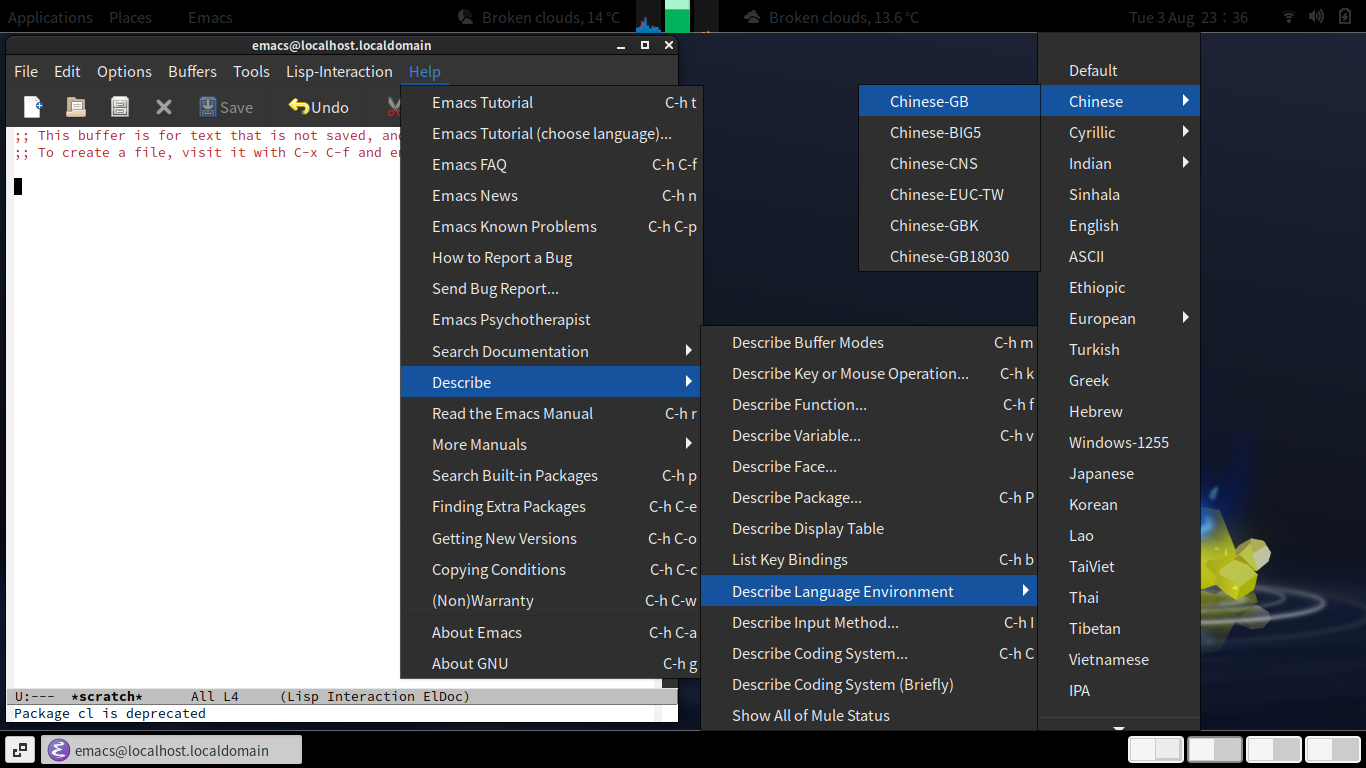 Applications Places Emacs Broken clouds, 14 °C Broken clouds, 13.6 °C Tue 3 Aug 23 : 36
emacs@localhost.localdomain
File Edit Options Buffers Tools Lisp-Interaction Help
Save Undo
;; This buffer is for text that is not saved, and
;; To create a file, visit it with C-x C-f and en
U:--- *scratch* All L4 (Lisp Interaction ElDoc)
Package cl is deprecated
Emacs Tutorial C-h t
Emacs Tutorial (choose language)...
Emacs FAQ C-h C-f
Emacs News C-h n
Emacs Known Problems C-h C-p
How to Report a Bug
Send Bug Report...
Emacs Psychotherapist
Search Documentation
Describe
Read the Emacs Manual C-h r
More Manuals
Search Built-in Packages C-h p
Finding Extra Packages C-h C-e
Getting New Versions C-h C-o
Copying Conditions C-h C-c
(Non)Warranty C-h C-w
About Emacs C-h C-a
About GNU C-h g
Describe Buffer Modes C-h m
Describe Key or Mouse Operation... C-h k
Describe Function... C-h f
Describe Variable... C-h v
Describe Face...
Describe Package... C-h P
Describe Display Table
List Key Bindings C-h b
Describe Language Environment
Describe Input Method... C-h I
Describe Coding System... C-h C
Describe Coding System (Briefly)
Show All of Mule Status
Default
Chinese
Cyrillic
Indian
Sinhala
English
ASCII
Ethiopic
European
Turkish
Greek
Hebrew
Windows-1255
Japanese
Korean
Lao
TaiViet
Thai
Tibetan
Vietnamese
IPA
Chinese-GB
Chinese-BIG5
Chinese-CNS
Chinese-EUC-TW
Chinese-GBK
Chinese-GB18030
emacs@localhost.localdomain